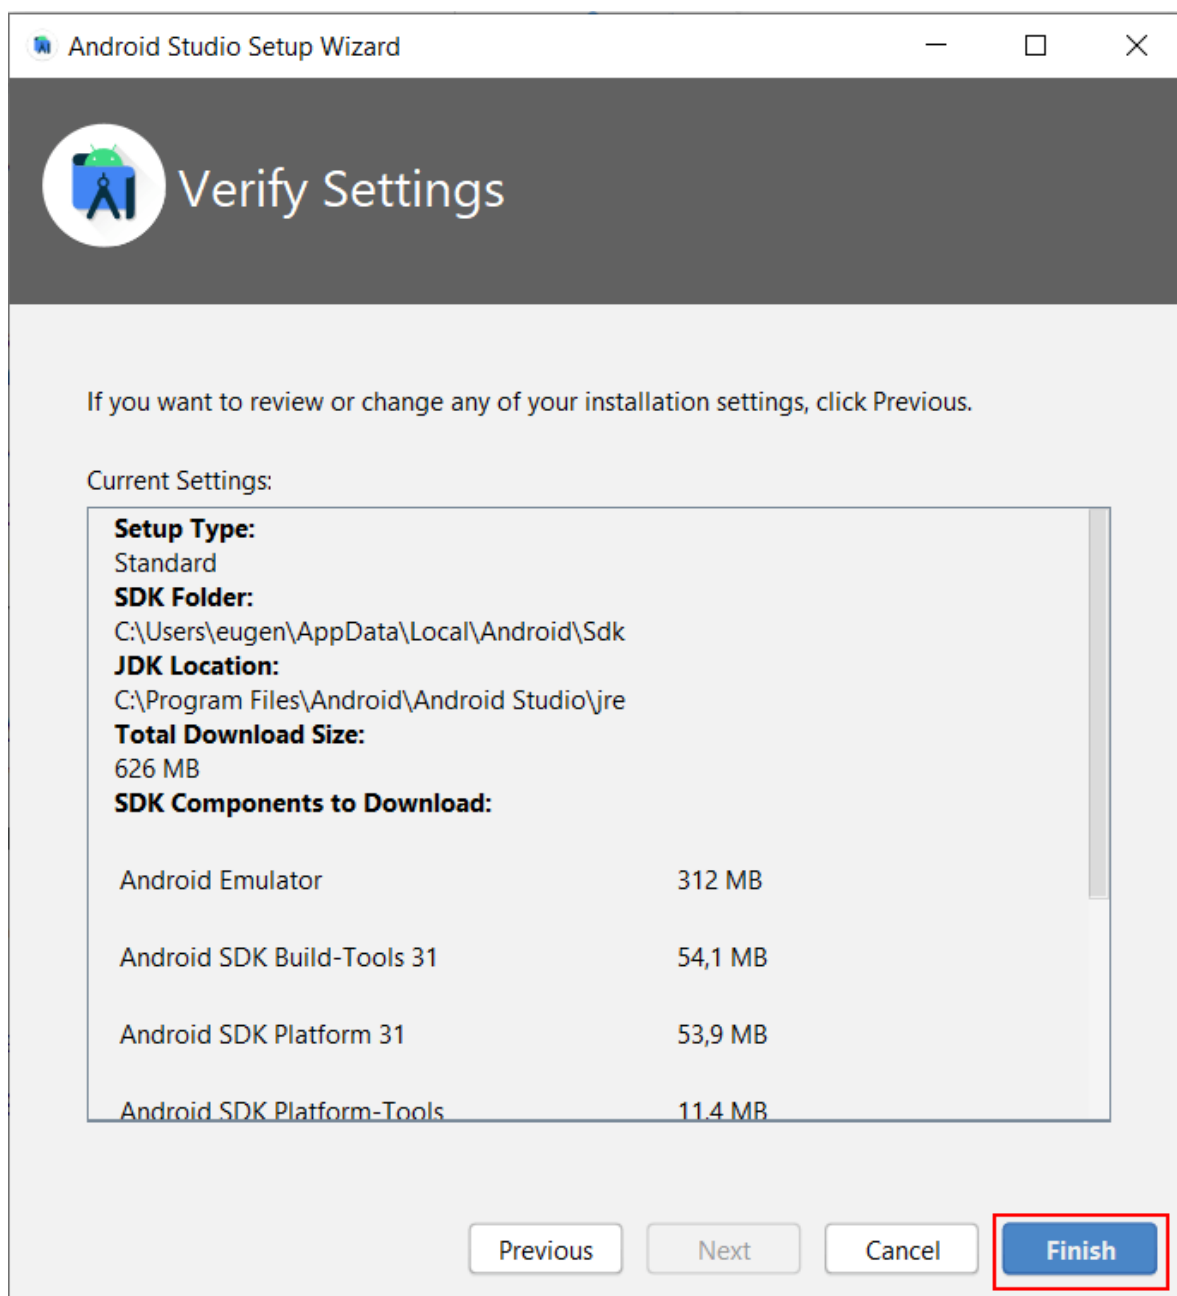 Android Studio Setup Wizard
Verify Settings
If you want to review or change any of your installation settings, click Previous.
Current Settings:
Setup Type:
Standard
SDK Folder:
C:\Users\eugen\AppData\Local\Android\Sdk
JDK Location:
C:\Program Files\Android\Android Studio\jre
Total Download Size:
626 MB
SDK Components to Download:
Android Emulator 312 MB
Android SDK Build-Tools 31 54,1 MB
Android SDK Platform 31 53,9 MB
Android SDK Platform-Tools 11,4 MB
Previous Next Cancel Finish